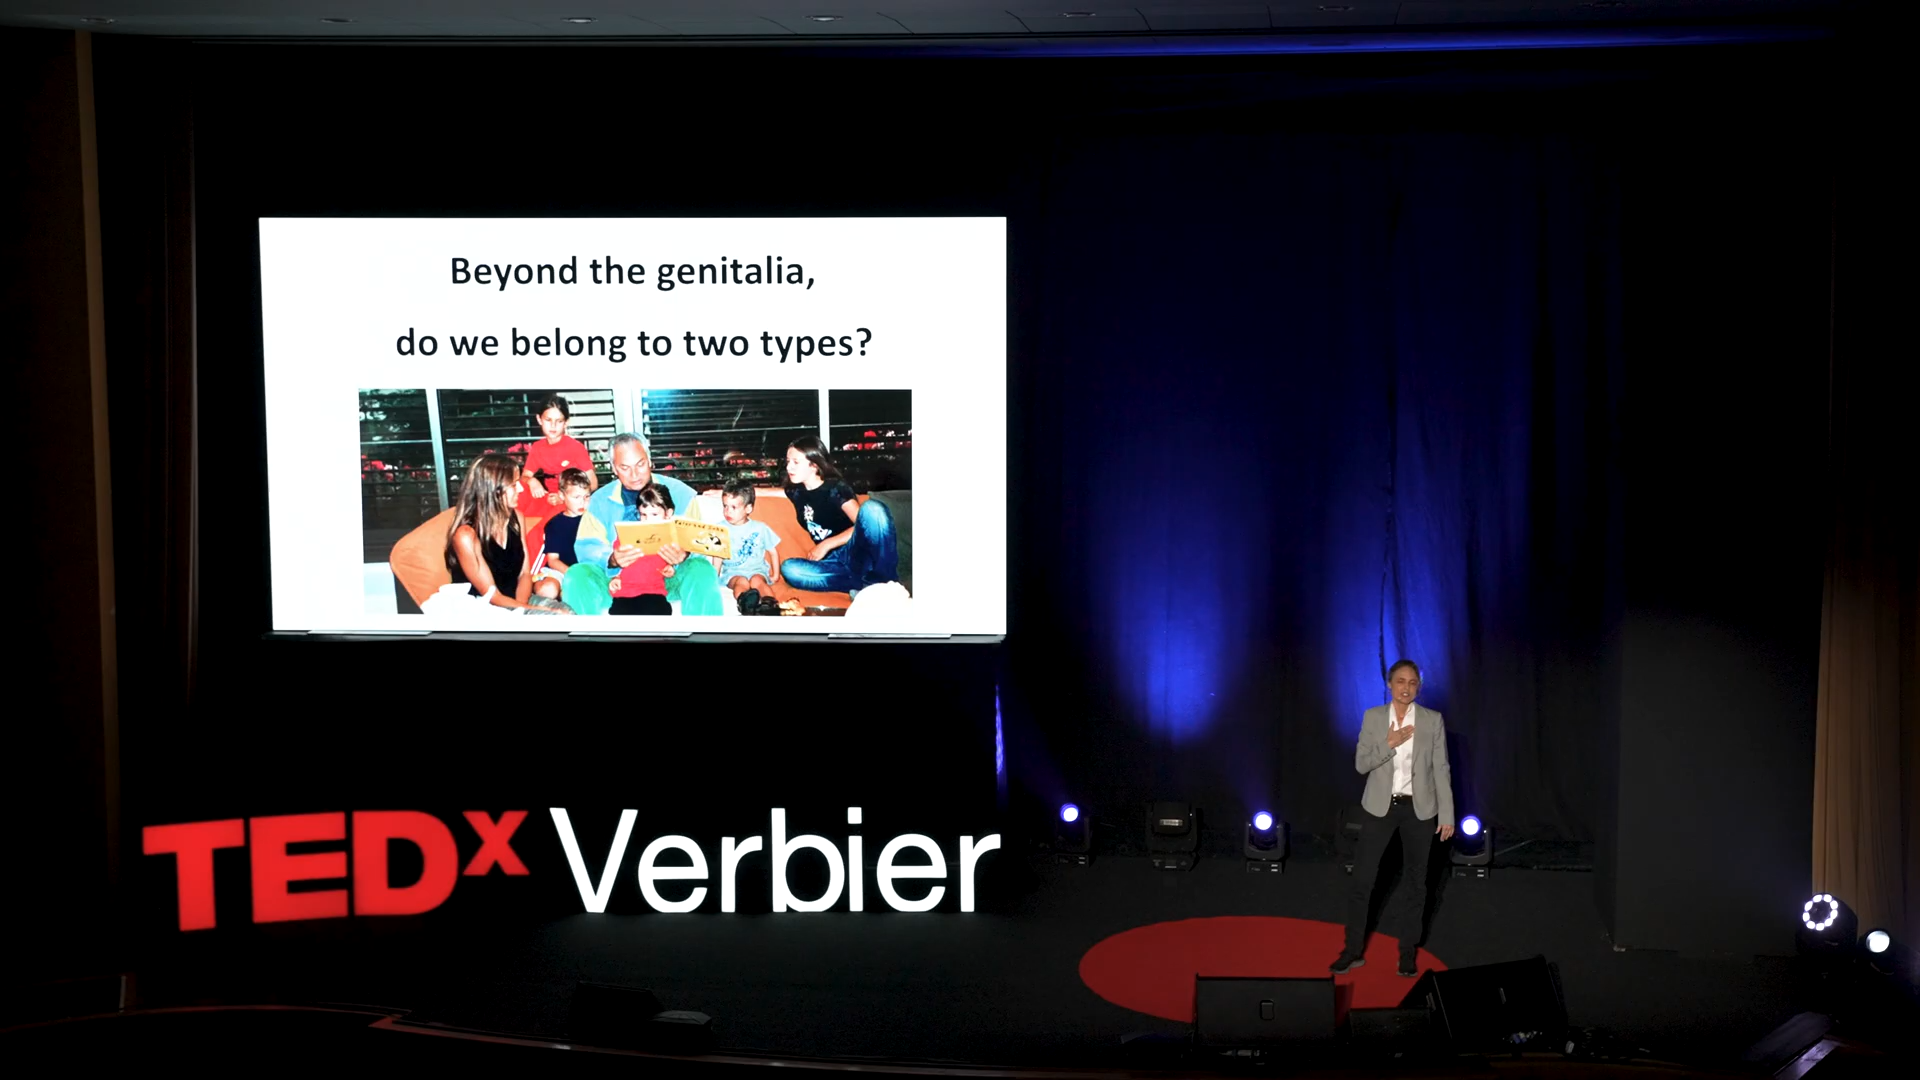 Beyond the genitalia,
do we belong to two types?
TEDx Verbier